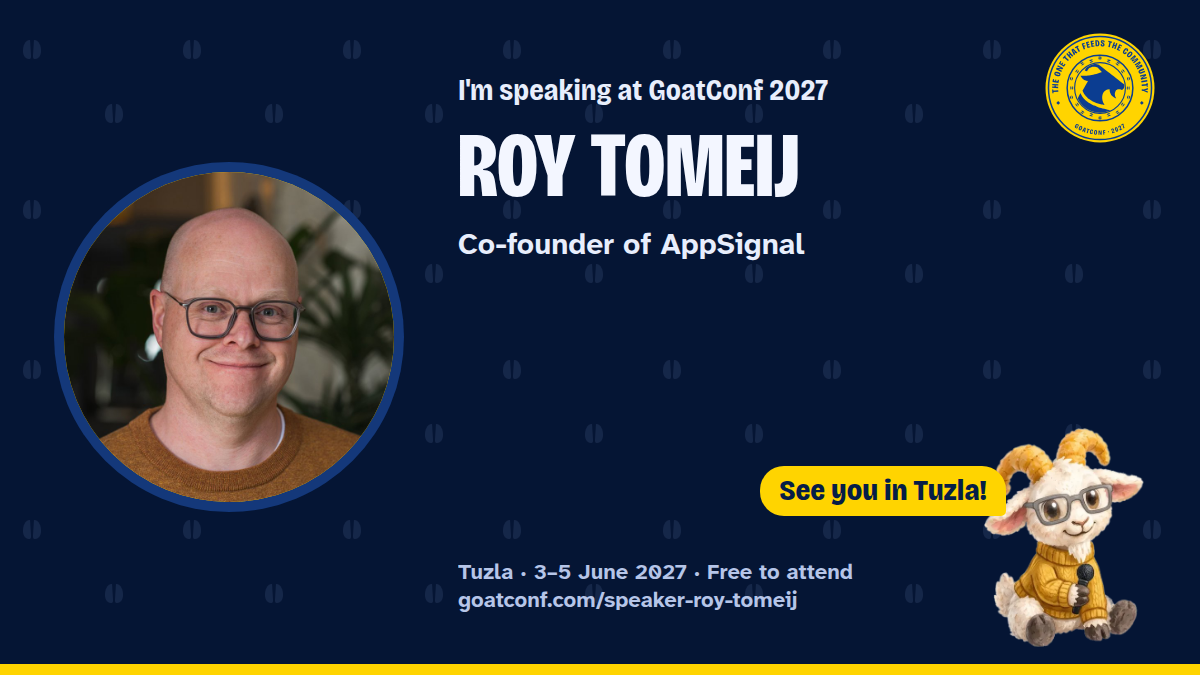 THE ONE THAT FEEDS THE COMMUNITY
GOATCONF · 2027
I'm speaking at GoatConf 2027
ROY TOMEIJ
Co-founder of AppSignal
See you in Tuzla!
Tuzla · 3–5 June 2027 · Free to attend
goatconf.com/speaker-roy-tomeij